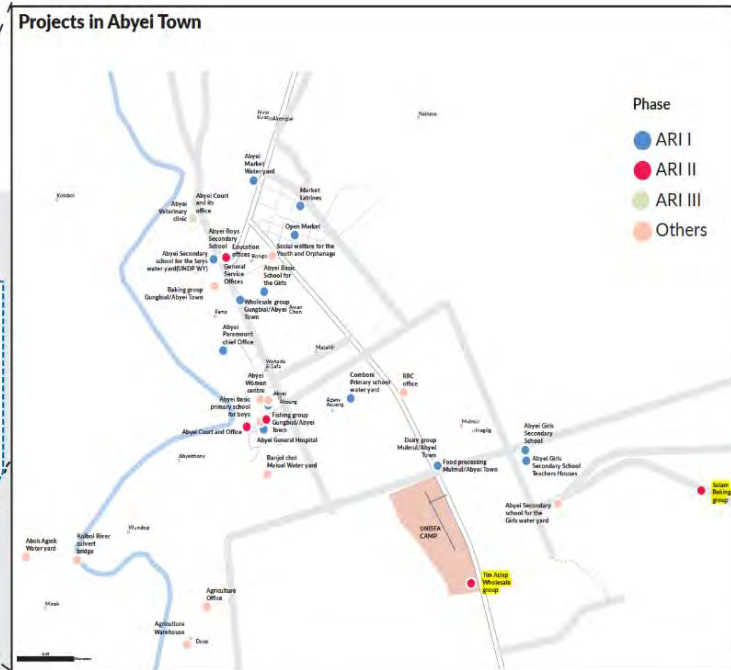 Projects in Abyei Town
Phase
ARI I
ARI II
ARI III
Others
Akengial
Nainora
Kolobol
Abyei
Market
Water yard
Market
Latrines
Abyei Court
and its
office
Abyei
Veterinary
clinic
Open Market
Abyei Boys
Secondary
School
Education
offices
Social welfare for the
Youth and Orphanage
Abyei Secondary
school for the boys
water yard(UNDP WY)
General
Service
Offices
Bongo
Abyei Basic
School for
the Girls
Baking group
Gungbial/Abyei Town
Wholesale group
Gungbial/Abyei
Town
Abyei
Paramount
chief Office
Abyei
Women
centre
Comboni
Primary school
water yard
RRC
office
Abyei Basic
primary school
for boys
Fishing group
Gungbial/Abyei
Town
Abyei Court and Office
Abyei General Hospital
Mulmul
Abyei Girls
Secondary
School
Dairy group
Mulmul/Abyei
Town
Food processing
Mulmul/Abyei Town
Abyei Girls
Secondary School
Teachers Houses
Abyeithony
Banjol chol
Molual Water yard
Salam
Baking
group
Abyei Secondary
school for the
Girls water yard
UNISFA
CAMP
Wundop
Abok Agiek
Water yard
Kolbol River
culvert
bridge
Tim Aziep
Wholesale
group
Agriculture
Office
Agriculture
Warehouse